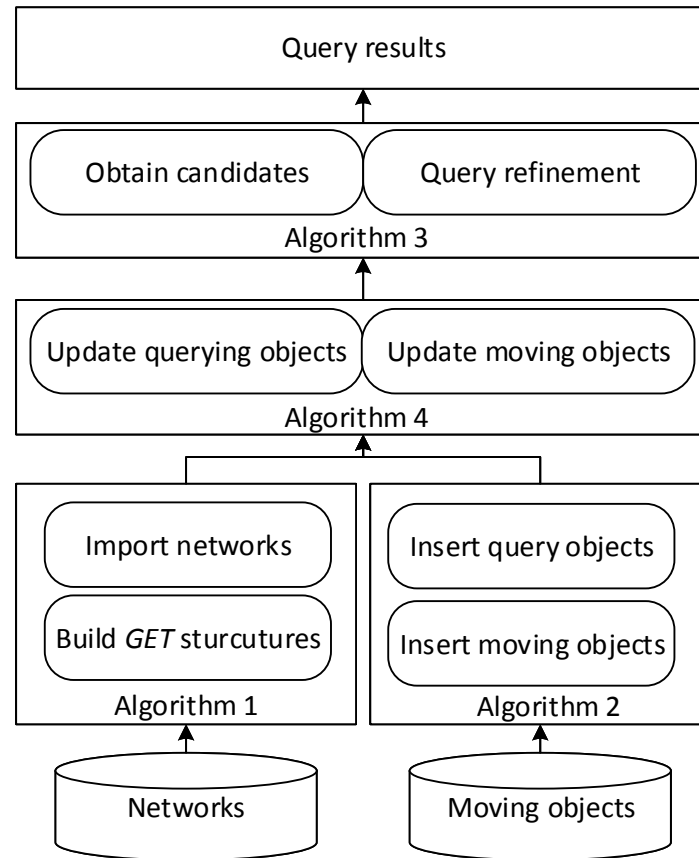 Query results
Obtain candidates
Query refinement
Algorithm 3
Update querying objects
Update moving objects
Algorithm 4
Import networks
Build GET sturcutures
Algorithm 1
Insert query objects
Insert moving objects
Algorithm 2
Networks
Moving objects